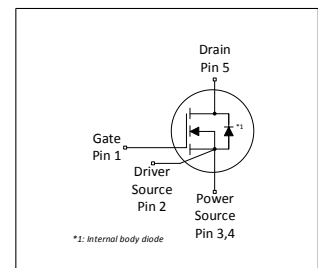 Drain
Pin 5
*1
Gate
Pin 1
Driver
Source
Pin 2
Power
Source
Pin 3,4
*1: Internal body diode